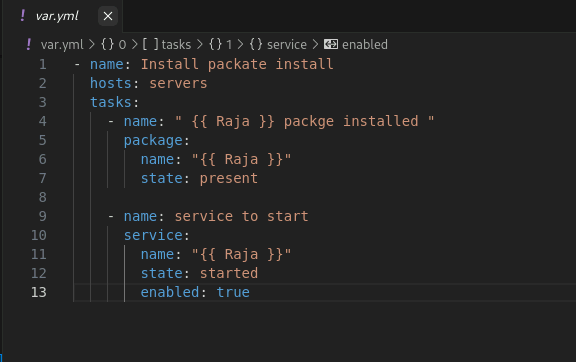 ! var.yml ×
! var.yml > {} 0 > [ ] tasks > {} 1 > {} service > enabled
1 - name: Install packate install
2 hosts: servers
3 tasks:
4 - name: " {{ Raja }} packge installed "
5 package:
6 name: "{{ Raja }}"
7 state: present
8
9 - name: service to start
10 service:
11 name: "{{ Raja }}"
12 state: started
13 enabled: true